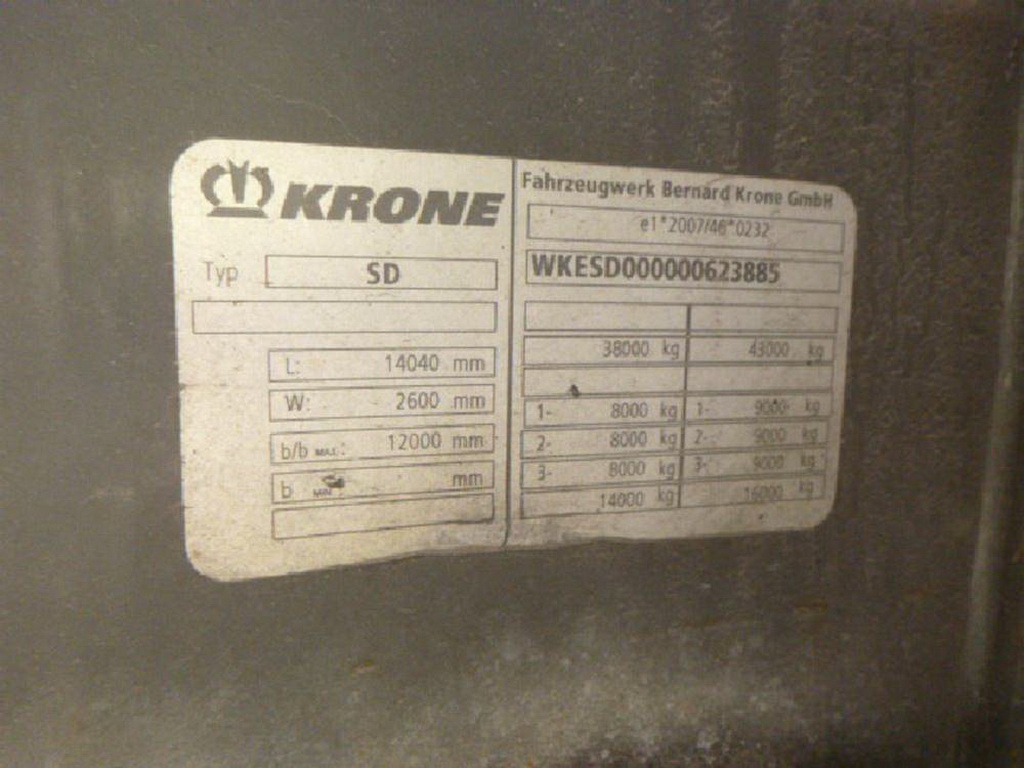 KRONE
Typ SD
L: 14040 mm
W: 2600 mm
b/b MAX.: 12000 mm
b MIN.: mm
Fahrzeugwerk Bernard Krone GmbH
e1*2007/46*0232
WKESD000000623885
38000 kg 43000 kg
1- 8000 kg 1- 9000 kg
2- 8000 kg 2- 9000 kg
3- 8000 kg 3- 9000 kg
14000 kg 16000 kg